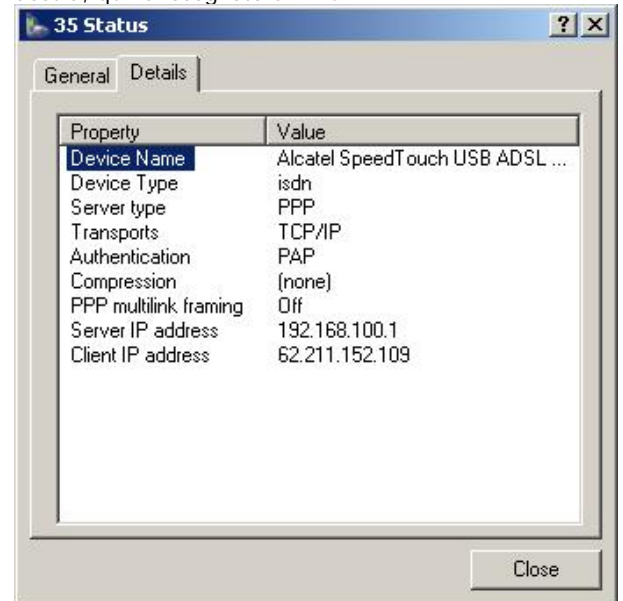 35 Status
General Details
Property Value
Device Name Alcatel SpeedTouch USB ADSL ...
Device Type isdn
Server type PPP
Transports TCP/IP
Authentication PAP
Compression (none)
PPP multilink framing Off
Server IP address 192.168.100.1
Client IP address 62.211.152.109
Close